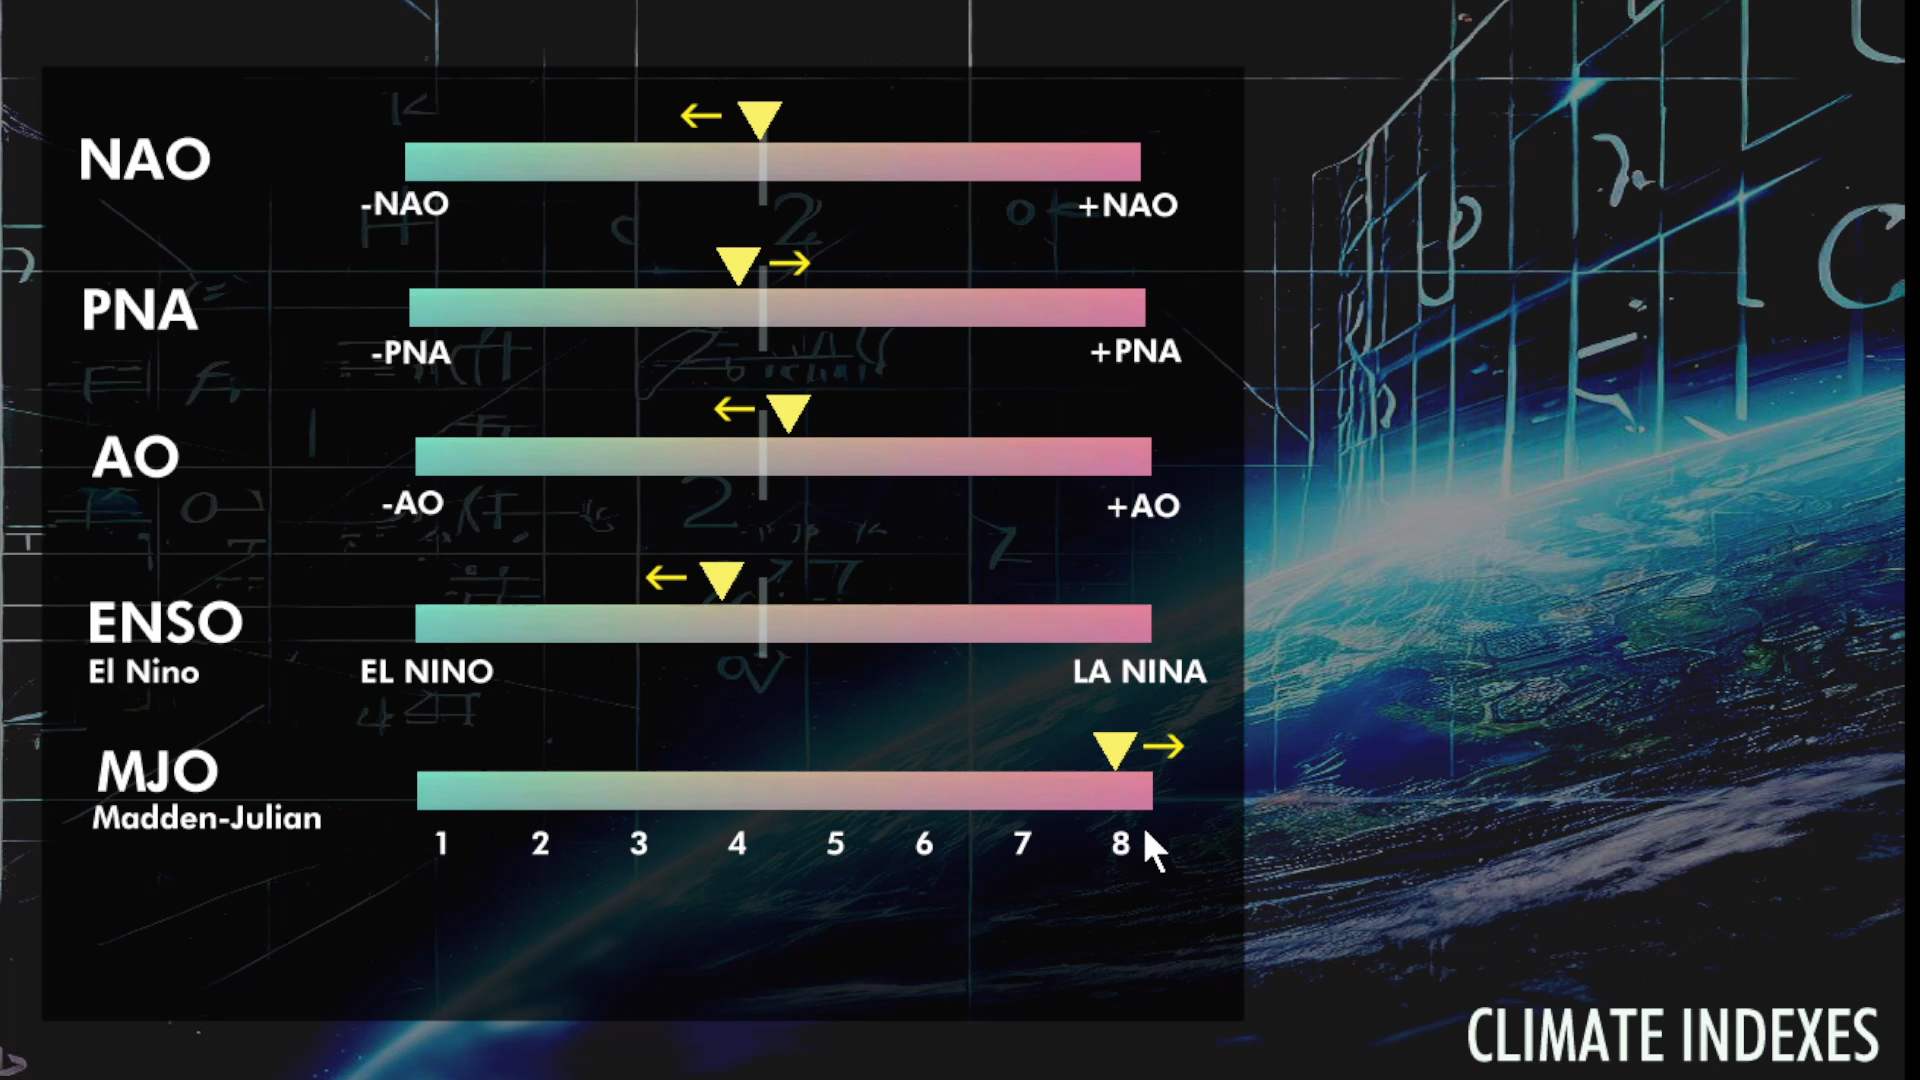 NAO
-NAO +NAO
PNA
-PNA +PNA
AO
-AO +AO
ENSO
El Nino EL NINO LA NINA
MJO
Madden-Julian
1 2 3 4 5 6 7 8
CLIMATE INDEXES